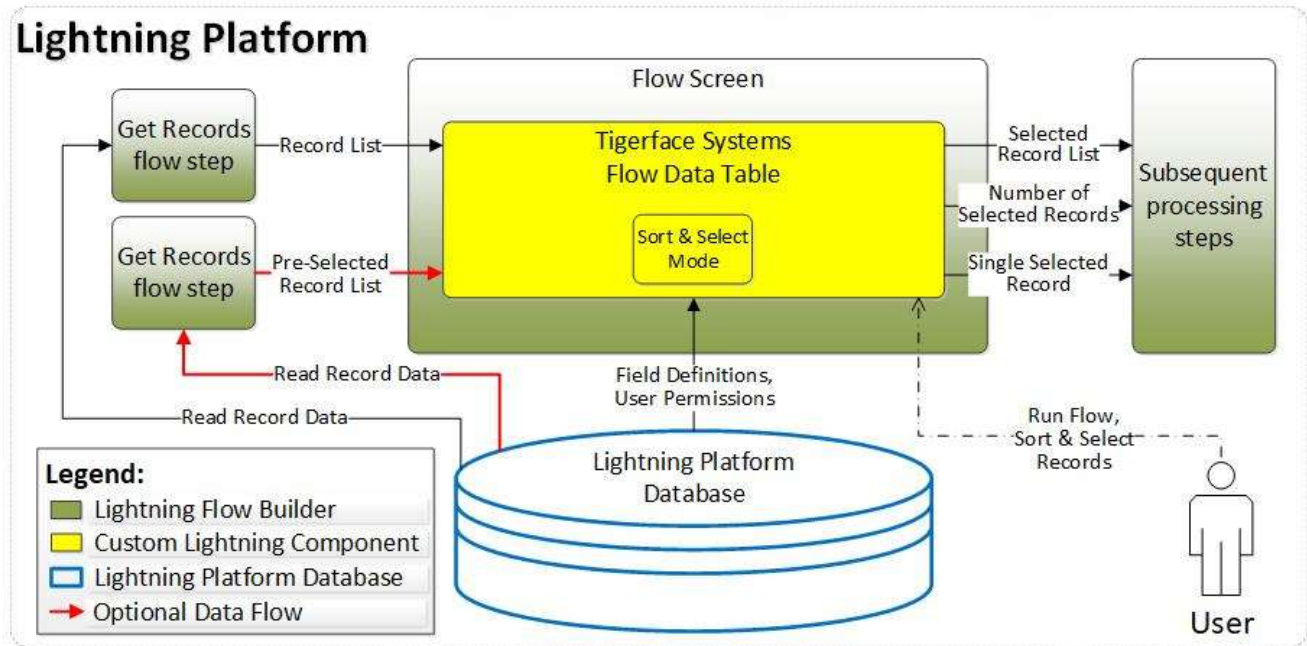 Lightning Platform
Flow Screen
Get Records
flow step
Record List
Tigerface Systems
Flow Data Table
Sort & Select
Mode
Selected
Record List
Number of
Selected Records
Single Selected
Record
Subsequent
processing
steps
Get Records
flow step
Pre-Selected
Record List
Read Record Data
Read Record Data
Field Definitions,
User Permissions
Run Flow,
Sort & Select
Records
Lightning Platform
Database
User
Legend:
Lightning Flow Builder
Custom Lightning Component
Lightning Platform Database
Optional Data Flow